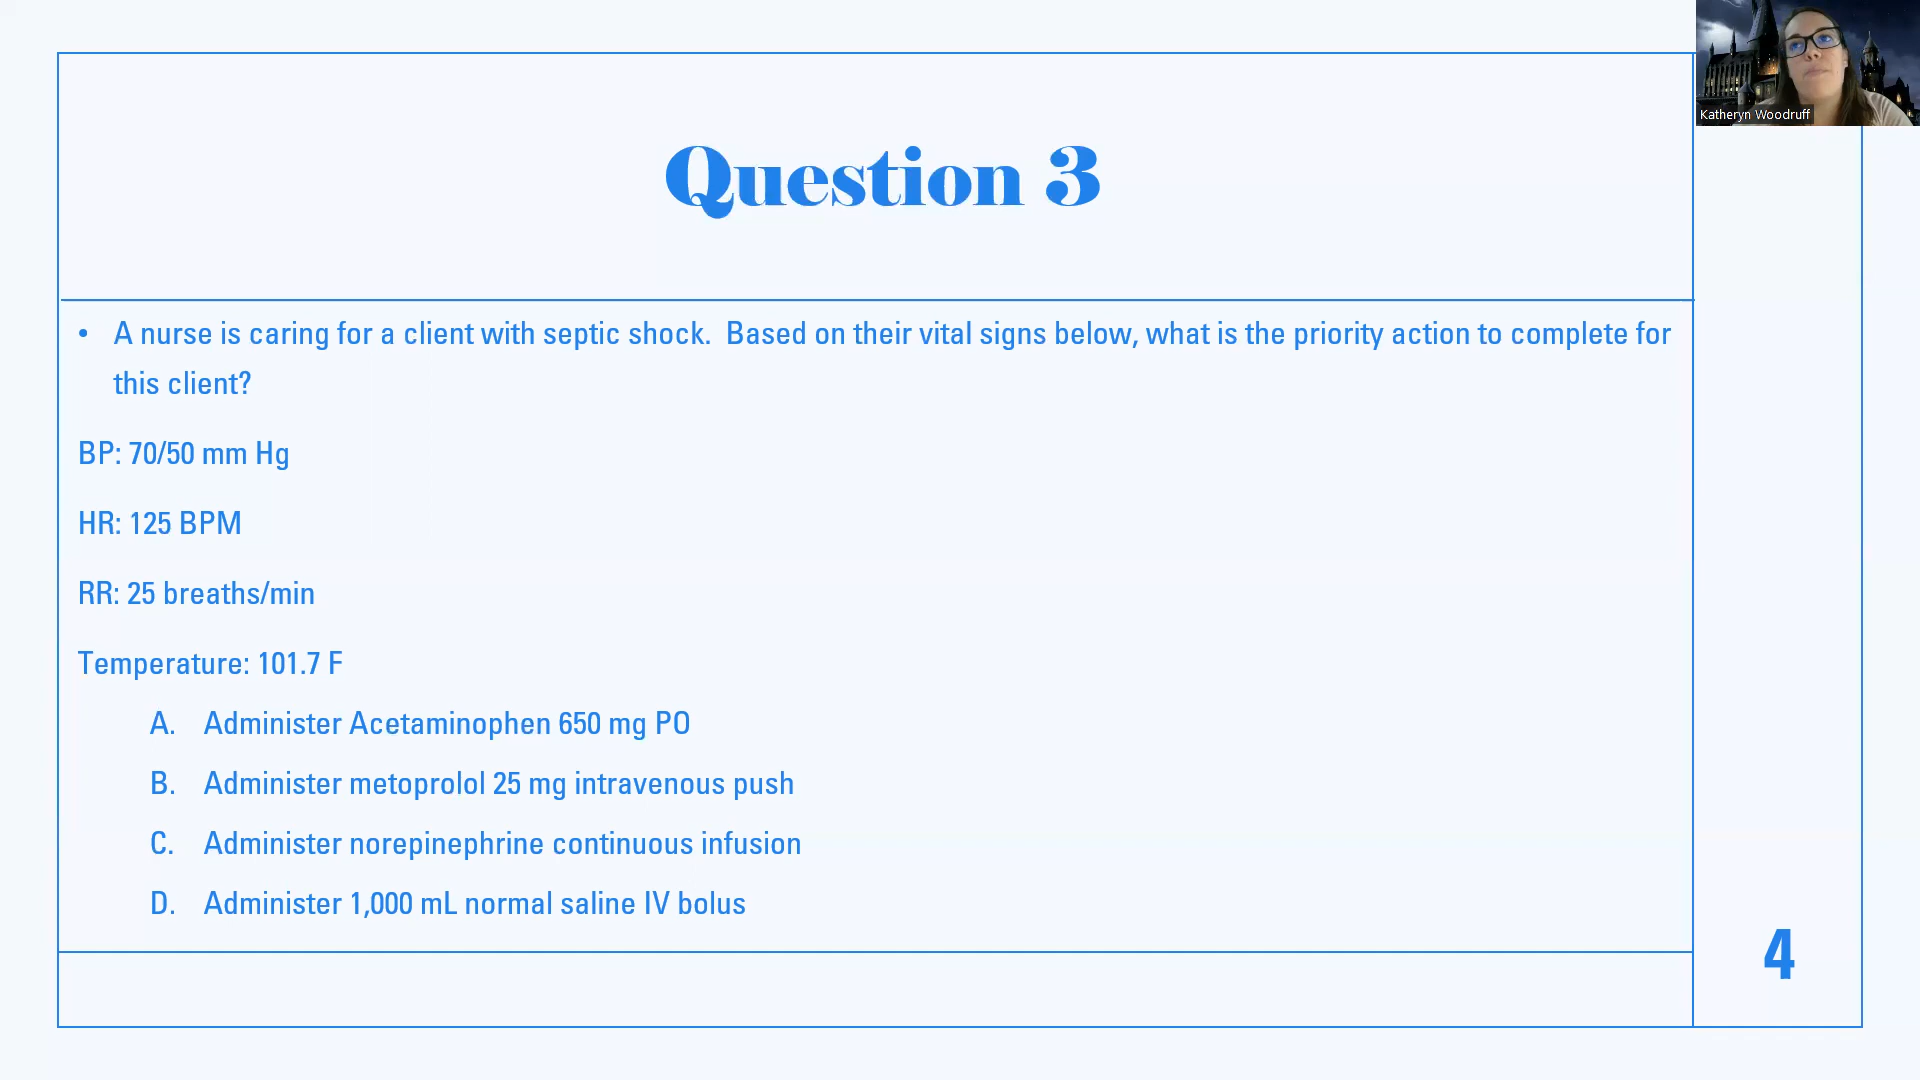 Katheryn Woodruff
Question 3
• A nurse is caring for a client with septic shock.  Based on their vital signs below, what is the priority action to complete for
this client?
BP: 70/50 mm Hg
HR: 125 BPM
RR: 25 breaths/min
Temperature: 101.7 F
A. Administer Acetaminophen 650 mg PO
B. Administer metoprolol 25 mg intravenous push
C. Administer norepinephrine continuous infusion
D. Administer 1,000 mL normal saline IV bolus
4